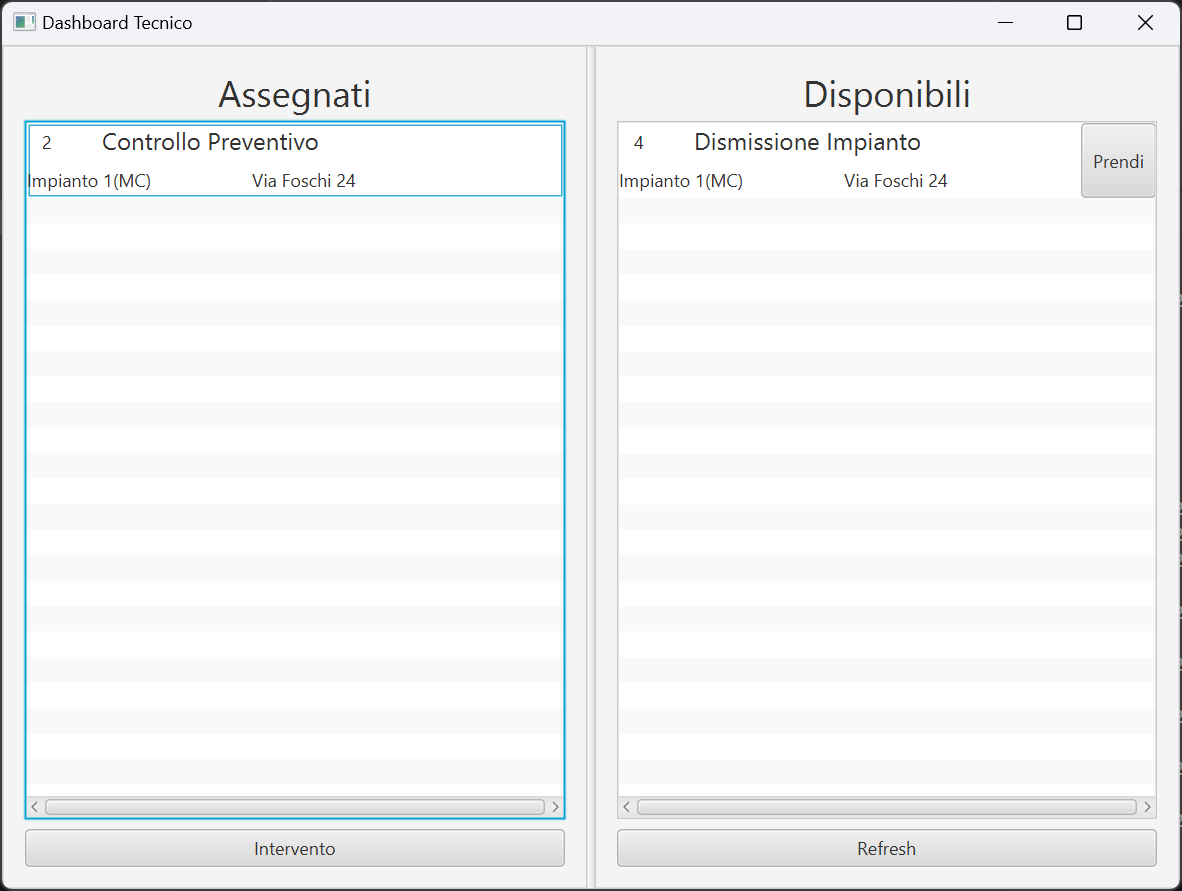 Dashboard Tecnico
Assegnati
2 Controllo Preventivo
Impianto 1(MC) Via Foschi 24
Intervento
Disponibili
4 Dismissione Impianto
Impianto 1(MC) Via Foschi 24
Prendi
Refresh